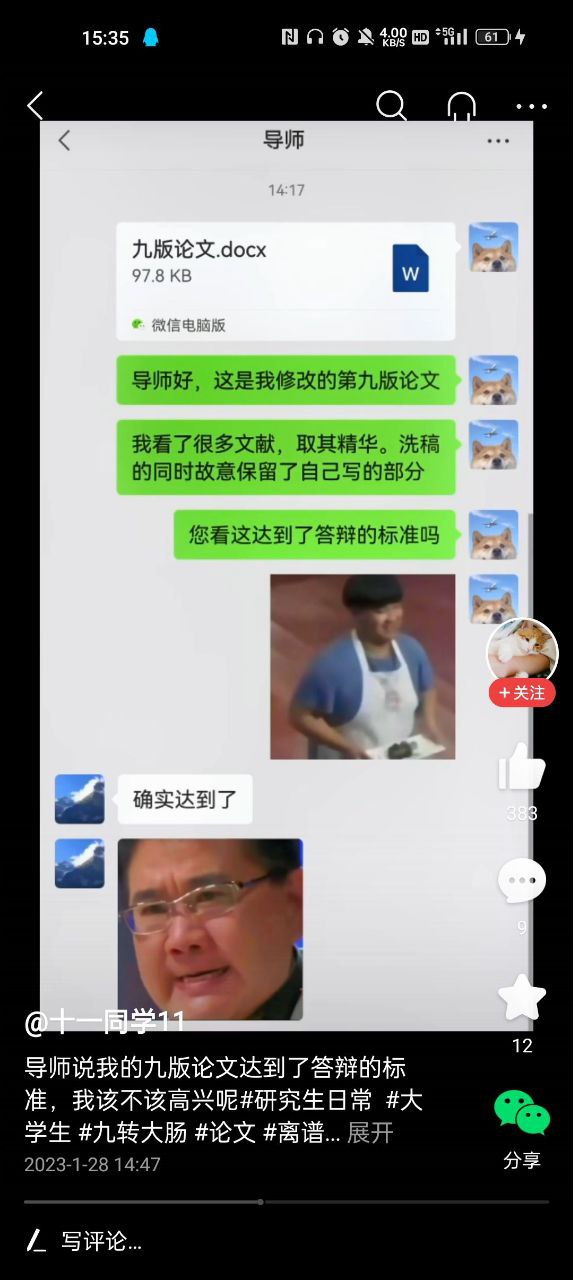 15:35
4.00
KB/S
HD
5G
61
导师
14:17
九版论文.docx
97.8 KB
W
微信电脑版
导师好，这是我修改的第九版论文
我看了很多文献，取其精华。洗稿
的同时故意保留了自己写的部分
您看这达到了答辩的标准吗
+关注
确实达到了
383
9
@十一同学11
12
导师说我的九版论文达到了答辩的标
准，我该不该高兴呢#研究生日常 #大
学生 #九转大肠 #论文 #离谱... 展开
分享
2023-1-28 14:47
写评论...